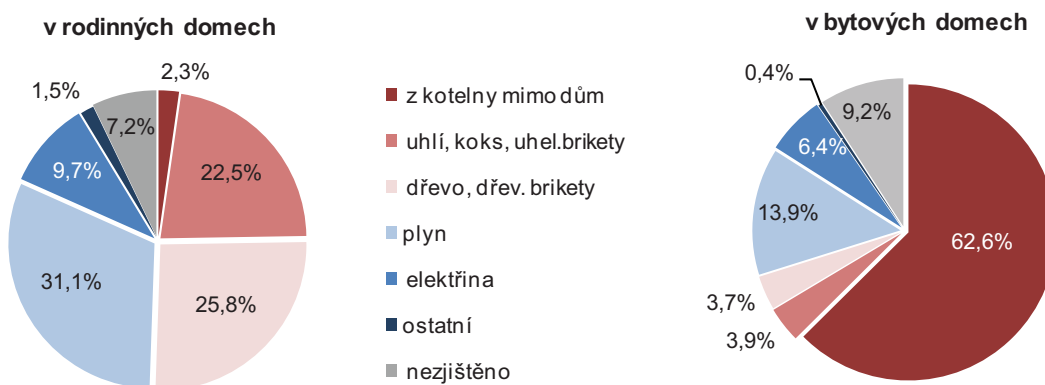 v rodinných domech
2,3%
1,5%
7,2%
9,7%
22,5%
31,1%
25,8%
z kotelny mimo dům
uhlí, koks, uhel.brikety
dřevo, dřev. brikety
plyn
elektřina
ostatní
nezjištěno
v bytových domech
0,4%
9,2%
6,4%
13,9%
62,6%
3,7%
3,9%